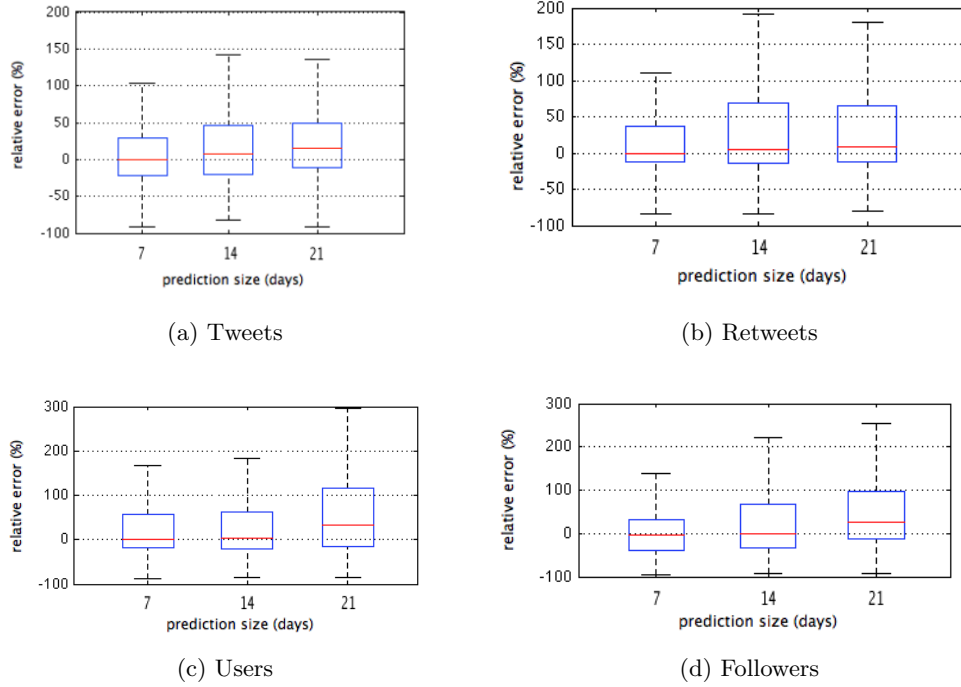 200
150
100
50
0
-50
-100
relative error (%)
7 14 21
prediction size (days)
(a) Tweets
200
150
100
50
0
-50
-100
relative error (%)
7 14 21
prediction size (days)
(b) Retweets
300
200
100
0
-100
relative error (%)
7 14 21
prediction size (days)
(c) Users
300
200
100
0
-100
relative error (%)
7 14 21
prediction size (days)
(d) Followers